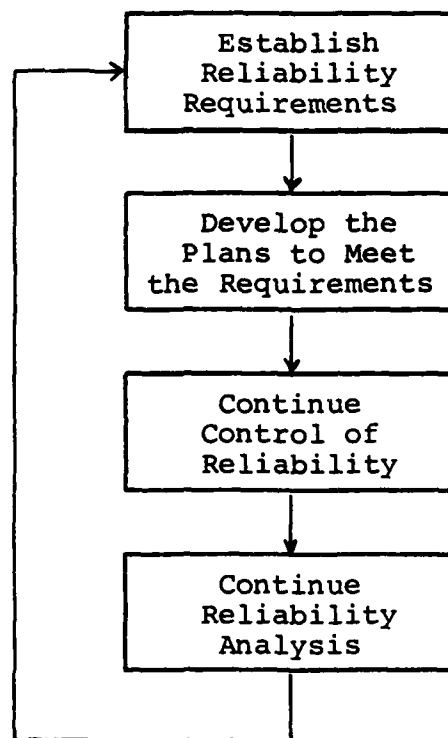 Establish
Reliability
Requirements
Develop the
Plans to Meet
the Requirements
Continue
Control of
Reliability
Continue
Reliability
Analysis